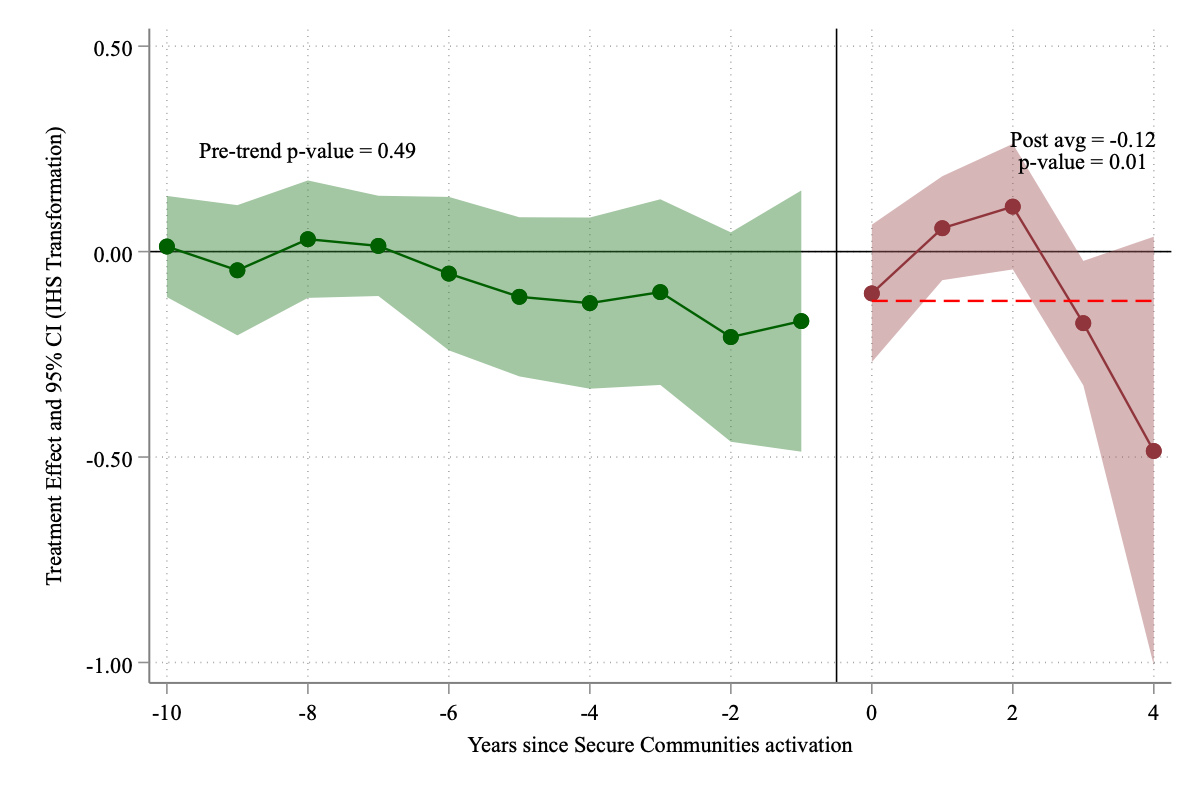 0.50
Pre-trend p-value = 0.49
Post avg = -0.12
p-value = 0.01
0.00
-0.50
-1.00
Treatment Effect and 95% CI (IHS Transformation)
-10 -8 -6 -4 -2 0 2 4
Years since Secure Communities activation